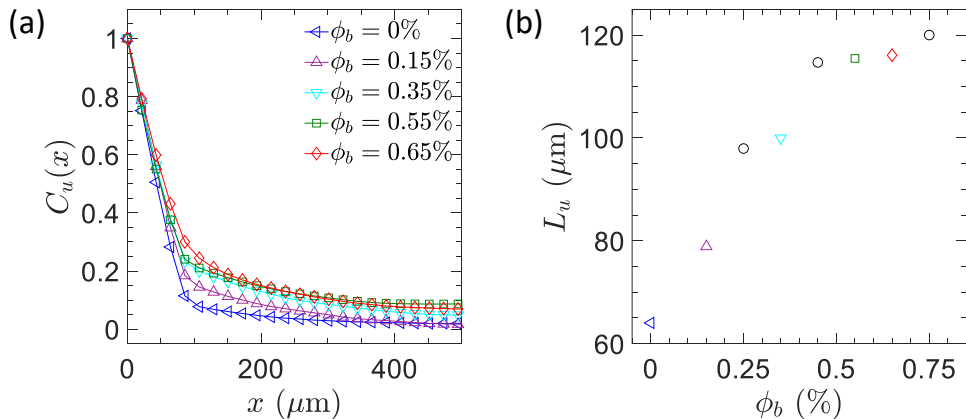 (a)
1
0.8
0.6
0.4
0.2
0
0
200
400
C_u(x)
x (μm)
ϕ_b = 0%
ϕ_b = 0.15%
ϕ_b = 0.35%
ϕ_b = 0.55%
ϕ_b = 0.65%
(b)
120
100
80
60
0
0.25
0.50
0.75
L_u (μm)
ϕ_b (%)